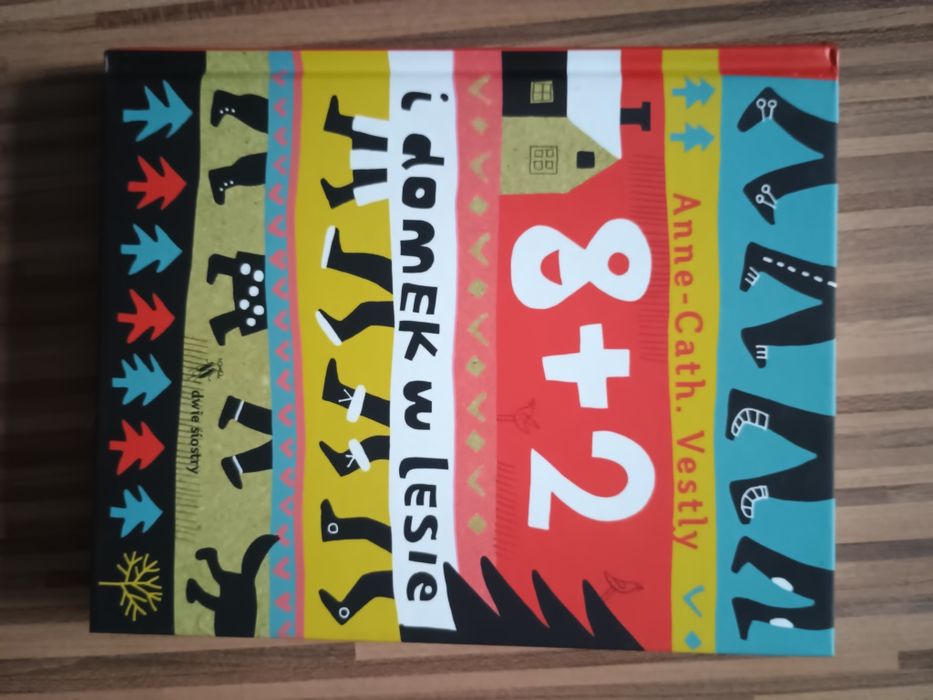 Anne-Cath. Vestly
8+2
i domek w lesie
dwie siostry